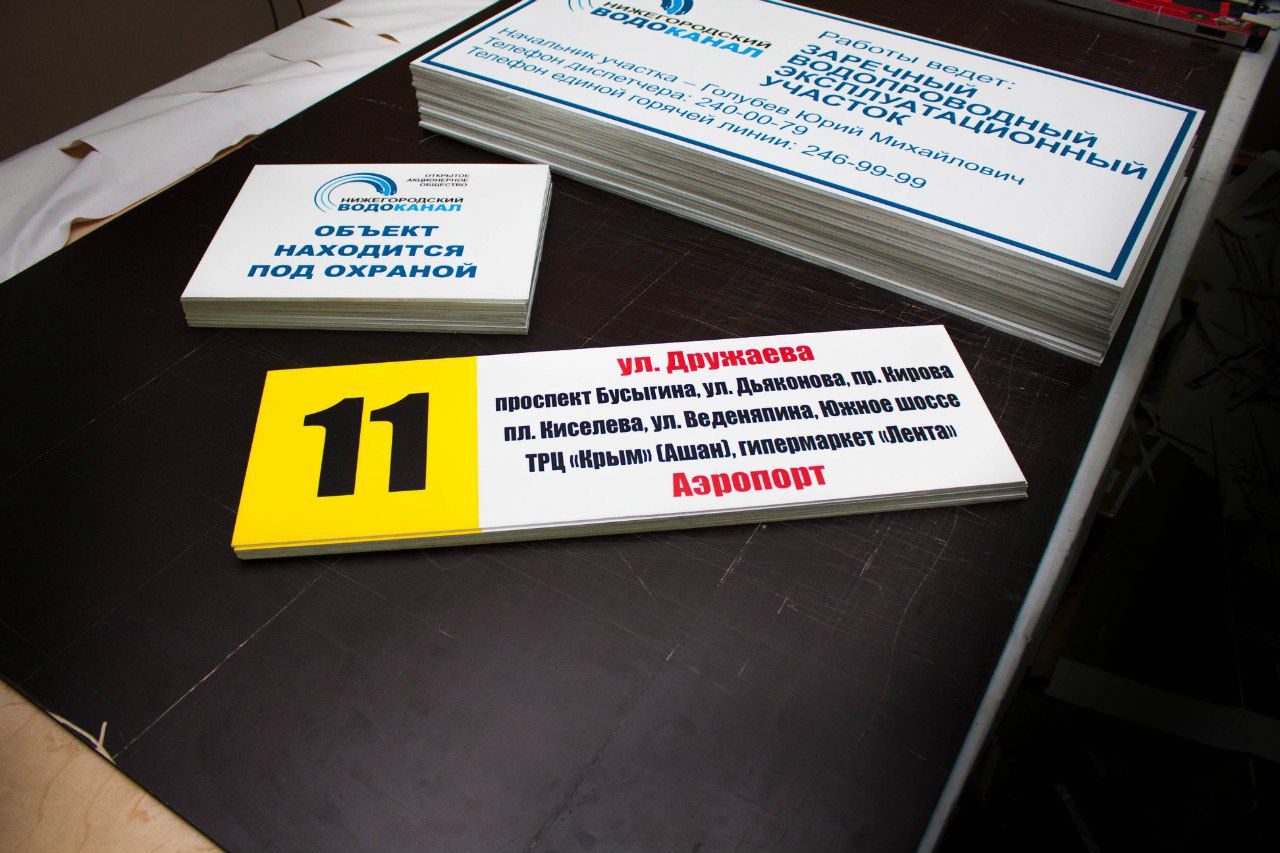 НИЖЕГОРОДСКИЙ
ВОДОКАНАЛ
Работы ведет:
ЗАРЕЧНЫЙ
ВОДОПРОВОДНЫЙ
ЭКСПЛУАТАЦИОННЫЙ
УЧАСТОК
Начальник участка – Голубев Юрий Михайлович
Телефон диспетчера: 240-00-79
Телефон единой горячей линии: 246-99-99
ОТКРЫТОЕ
АКЦИОНЕРНОЕ
ОБЩЕСТВО
НИЖЕГОРОДСКИЙ
ВОДОКАНАЛ
ОБЪЕКТ
НАХОДИТСЯ
ПОД ОХРАНОЙ
11
ул. Дружаева
проспект Бусыгина, ул. Дьяконова, пр. Кирова
пл. Киселева, ул. Веденяпина, Южное шоссе
ТРЦ «Крым» (Ашан), гипермаркет «Лента»
Аэропорт